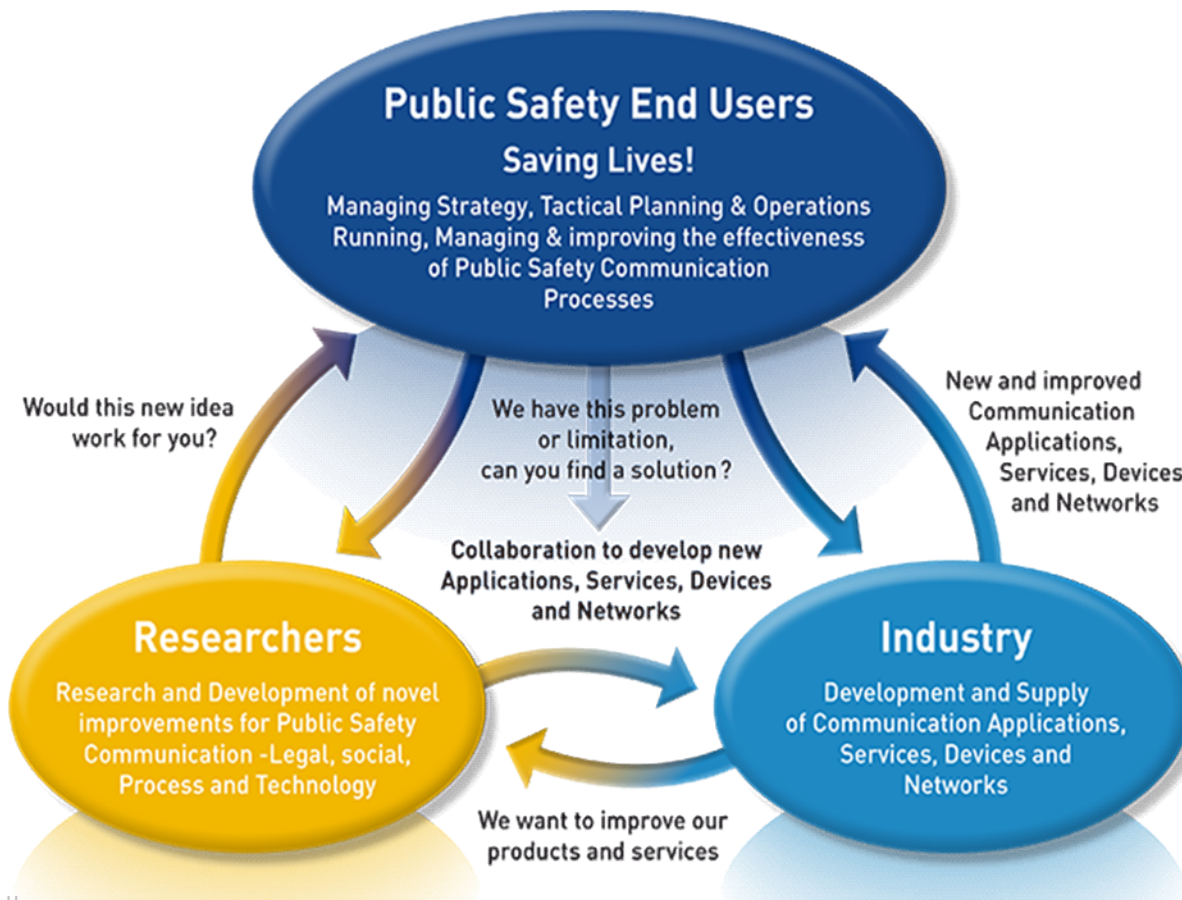 Public Safety End Users
Saving Lives!
Managing Strategy, Tactical Planning & Operations
Running, Managing & improving the effectiveness
of Public Safety Communication
Processes
Would this new idea
work for you?
We have this problem
or limitation,
can you find a solution ?
New and improved
Communication
Applications,
Services, Devices
and Networks
Collaboration to develop new
Applications, Services, Devices
and Networks
Researchers
Research and Development of novel
improvements for Public Safety
Communication -Legal, social,
Process and Technology
Industry
Development and Supply
of Communication Applications,
Services, Devices and
Networks
We want to improve our
products and services